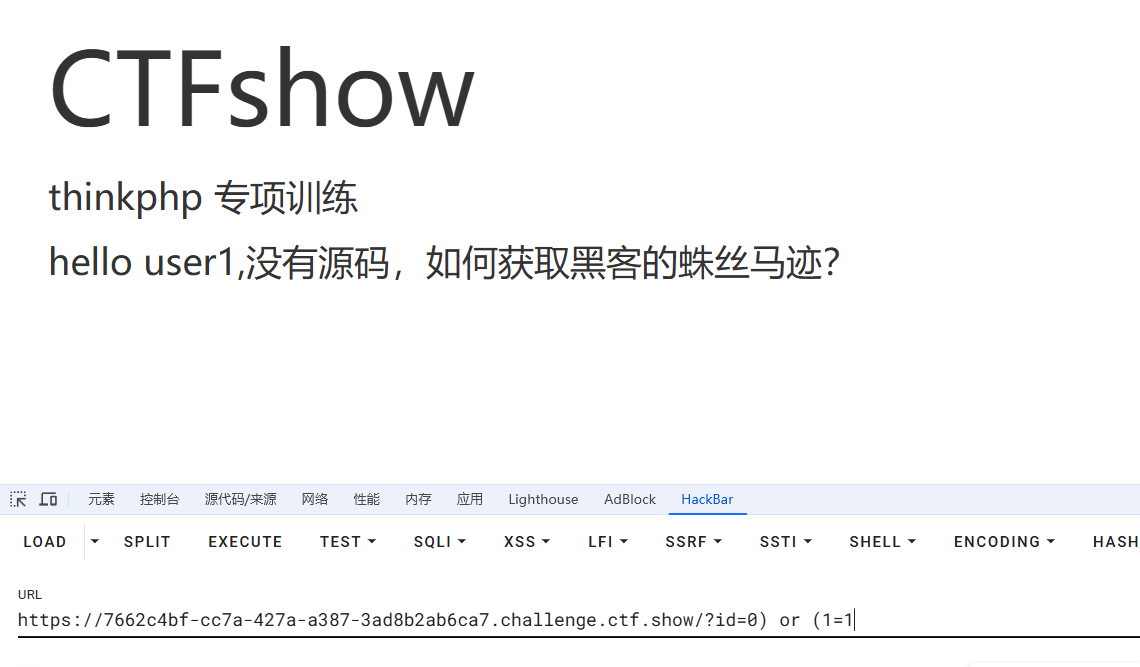 CTFshow
thinkphp 专项训练
hello user1,没有源码，如何获取黑客的蛛丝马迹？
元素 控制台 源代码/来源 网络 性能 内存 应用 Lighthouse AdBlock HackBar
LOAD SPLIT EXECUTE TEST SQLI XSS LFI SSRF SSTI SHELL ENCODING HASH
URL
https://7662c4bf-cc7a-427a-a387-3ad8b2ab6ca7.challenge.ctf.show/?id=0) or (1=1